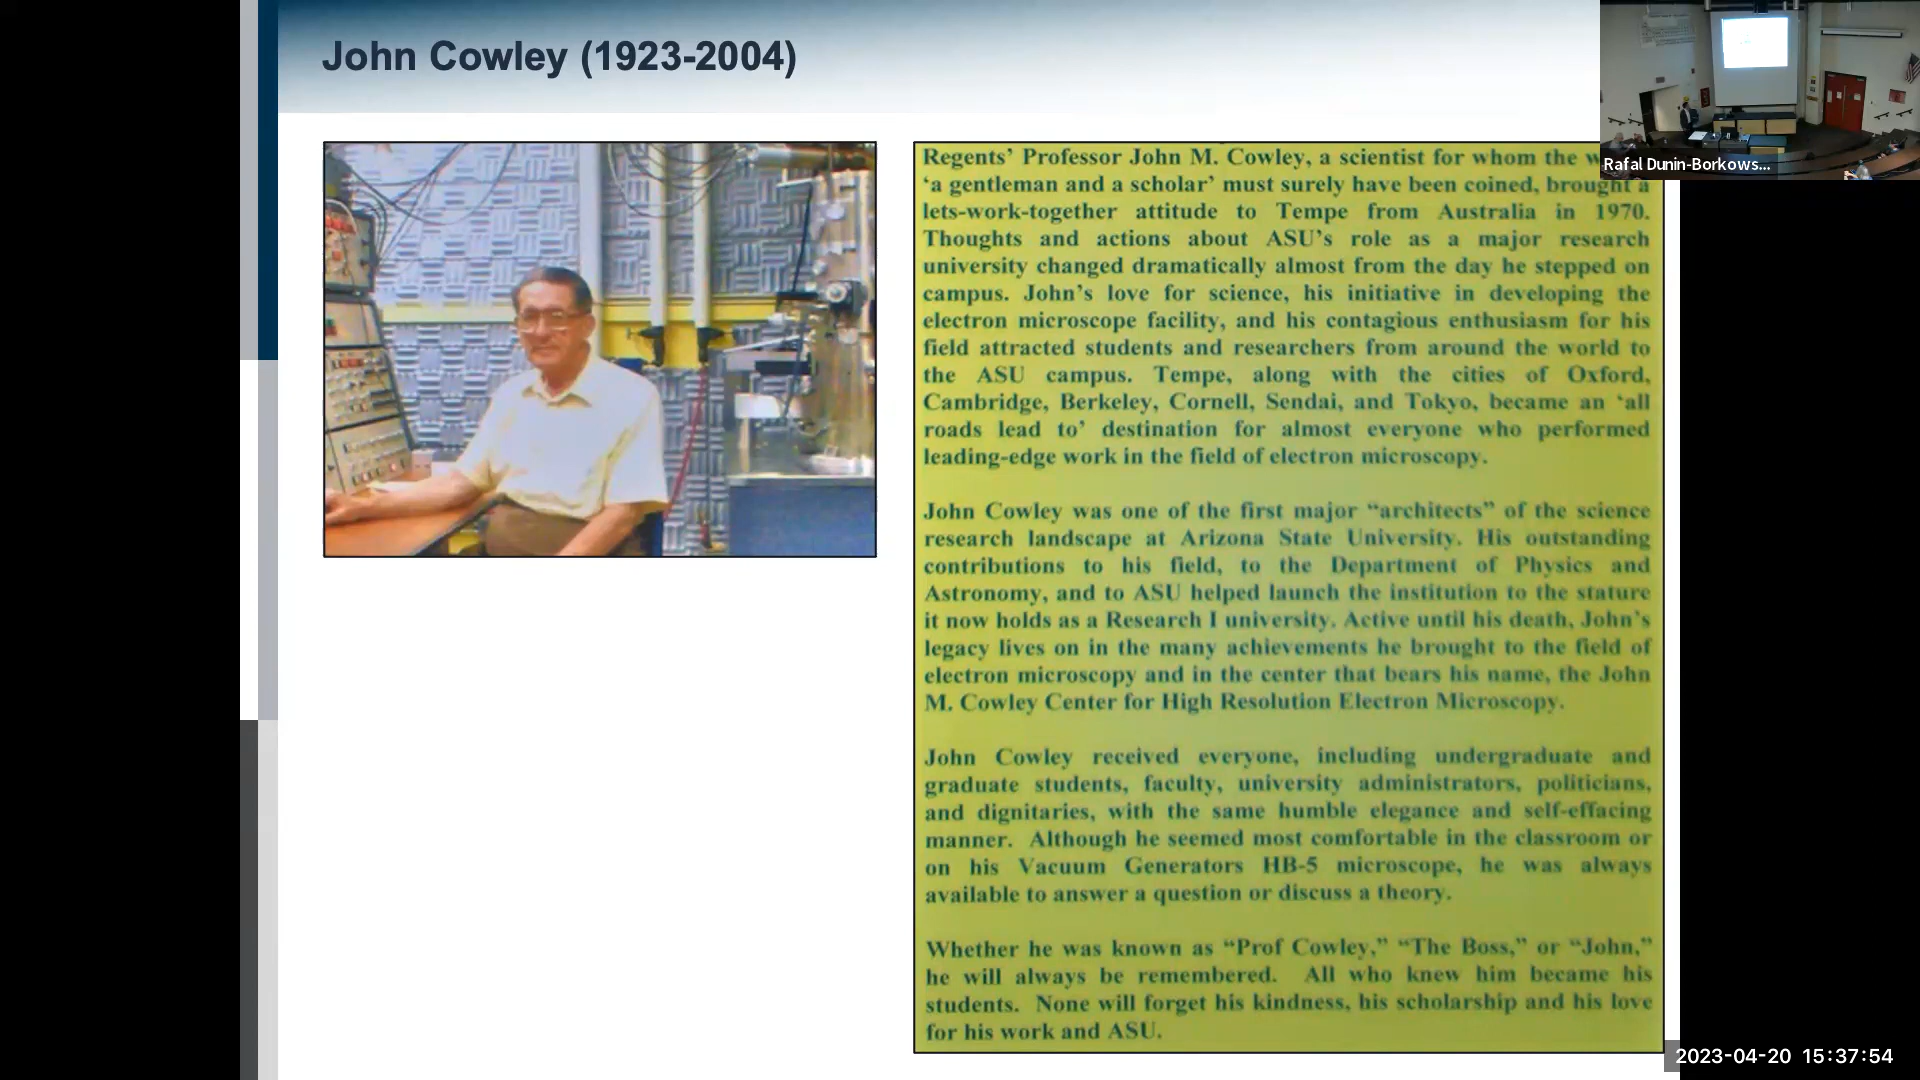 John Cowley (1923-2004)
Rafal Dunin-Borkows...
Regents’ Professor John M. Cowley, a scientist for whom the
‘a gentleman and a scholar’ must surely have been coined, brought a
lets-work-together attitude to Tempe from Australia in 1970.
Thoughts and actions about ASU’s role as a major research
university changed dramatically almost from the day he stepped on
campus. John’s love for science, his initiative in developing the
electron microscope facility, and his contagious enthusiasm for his
field attracted students and researchers from around the world to
the ASU campus. Tempe, along with the cities of Oxford,
Cambridge, Berkeley, Cornell, Sendai, and Tokyo, became an ‘all
roads lead to’ destination for almost everyone who performed
leading-edge work in the field of electron microscopy.
John Cowley was one of the first major “architects” of the science
research landscape at Arizona State University. His outstanding
contributions to his field, to the Department of Physics and
Astronomy, and to ASU helped launch the institution to the stature
it now holds as a Research I university. Active until his death, John’s
legacy lives on in the many achievements he brought to the field of
electron microscopy and in the center that bears his name, the John
M. Cowley Center for High Resolution Electron Microscopy.
John Cowley received everyone, including undergraduate and
graduate students, faculty, university administrators, politicians,
and dignitaries, with the same humble elegance and self-effacing
manner. Although he seemed most comfortable in the classroom or
on his Vacuum Generators HB-5 microscope, he was always
available to answer a question or discuss a theory.
Whether he was known as “Prof Cowley,” “The Boss,” or “John,”
he will always be remembered. All who knew him became his
students. None will forget his kindness, his scholarship and his love
for his work and ASU.
2023-04-20 15:37:54